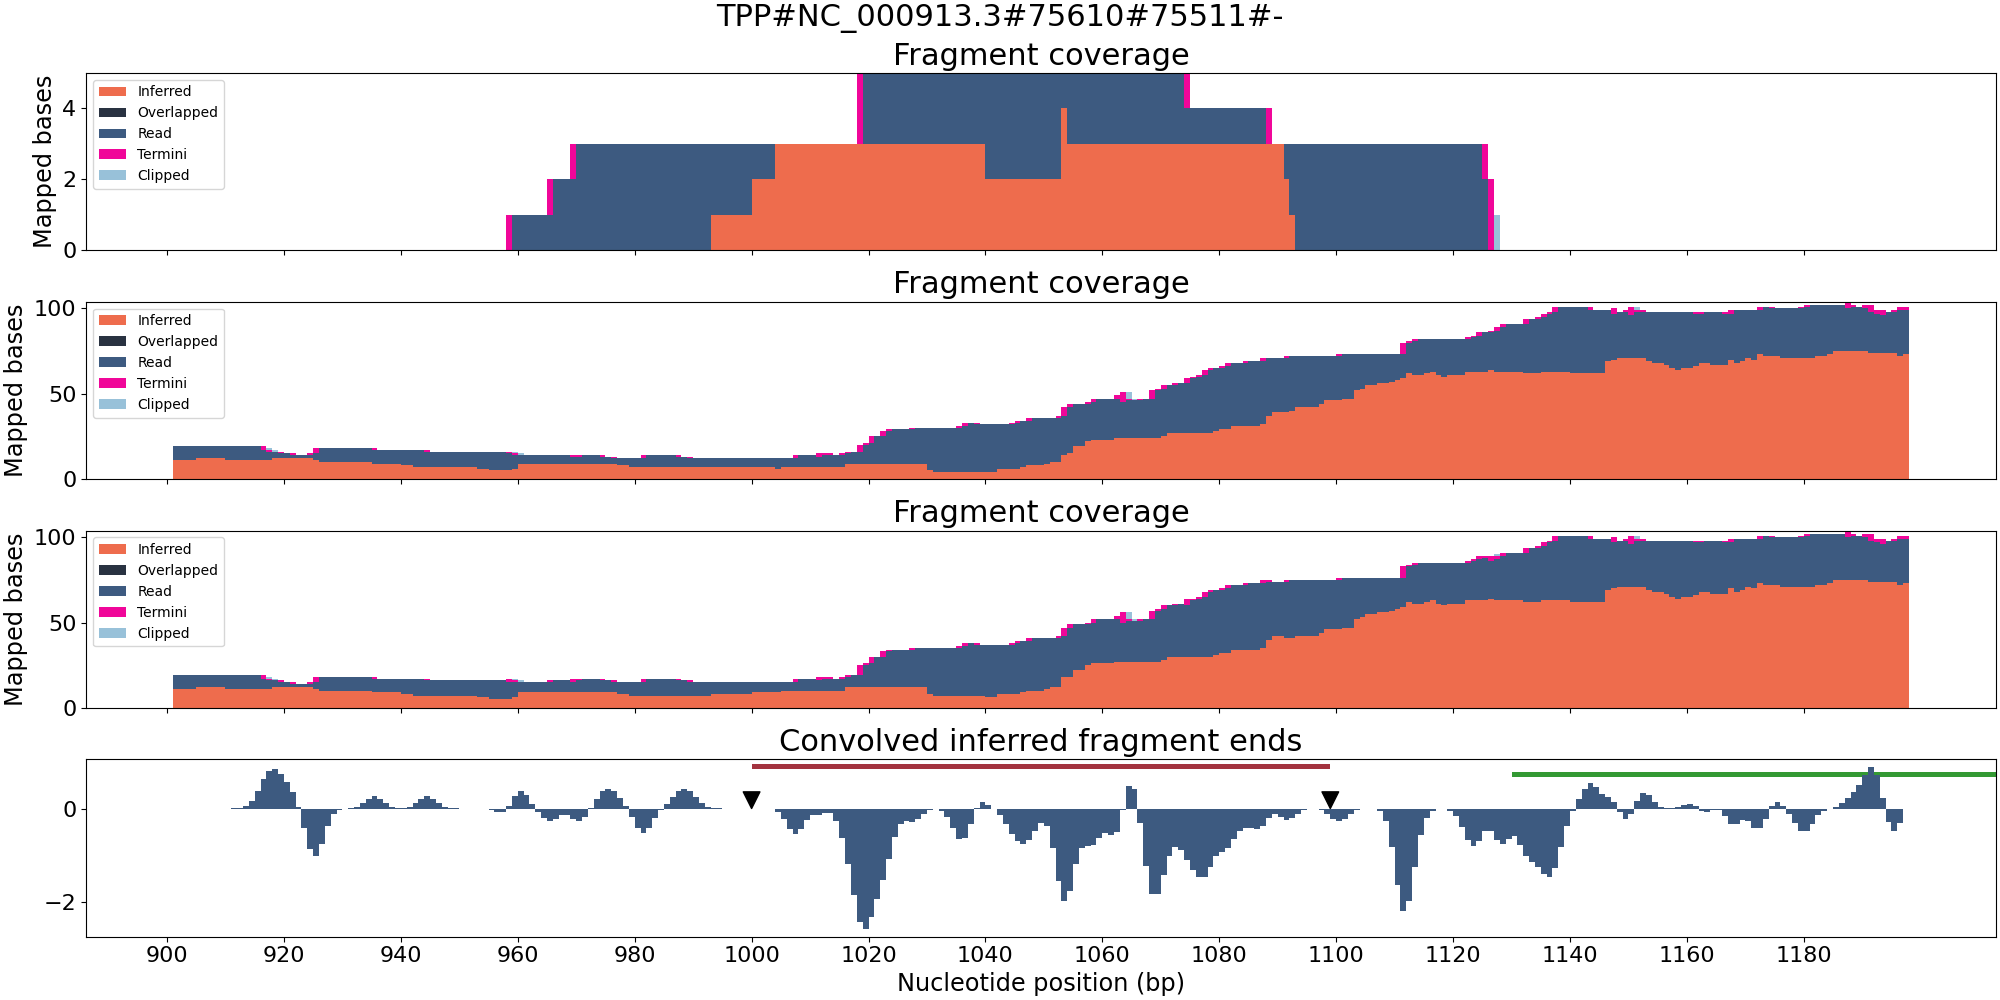 TPP#NC_000913.3#75610#75511#-
Fragment coverage
Mapped bases
4
2
0
Inferred
Overlapped
Read
Termini
Clipped
Fragment coverage
Mapped bases
100
50
0
Inferred
Overlapped
Read
Termini
Clipped
Fragment coverage
Mapped bases
100
50
0
Inferred
Overlapped
Read
Termini
Clipped
Convolved inferred fragment ends
0
−2
900 920 940 960 980 1000 1020 1040 1060 1080 1100 1120 1140 1160 1180
Nucleotide position (bp)